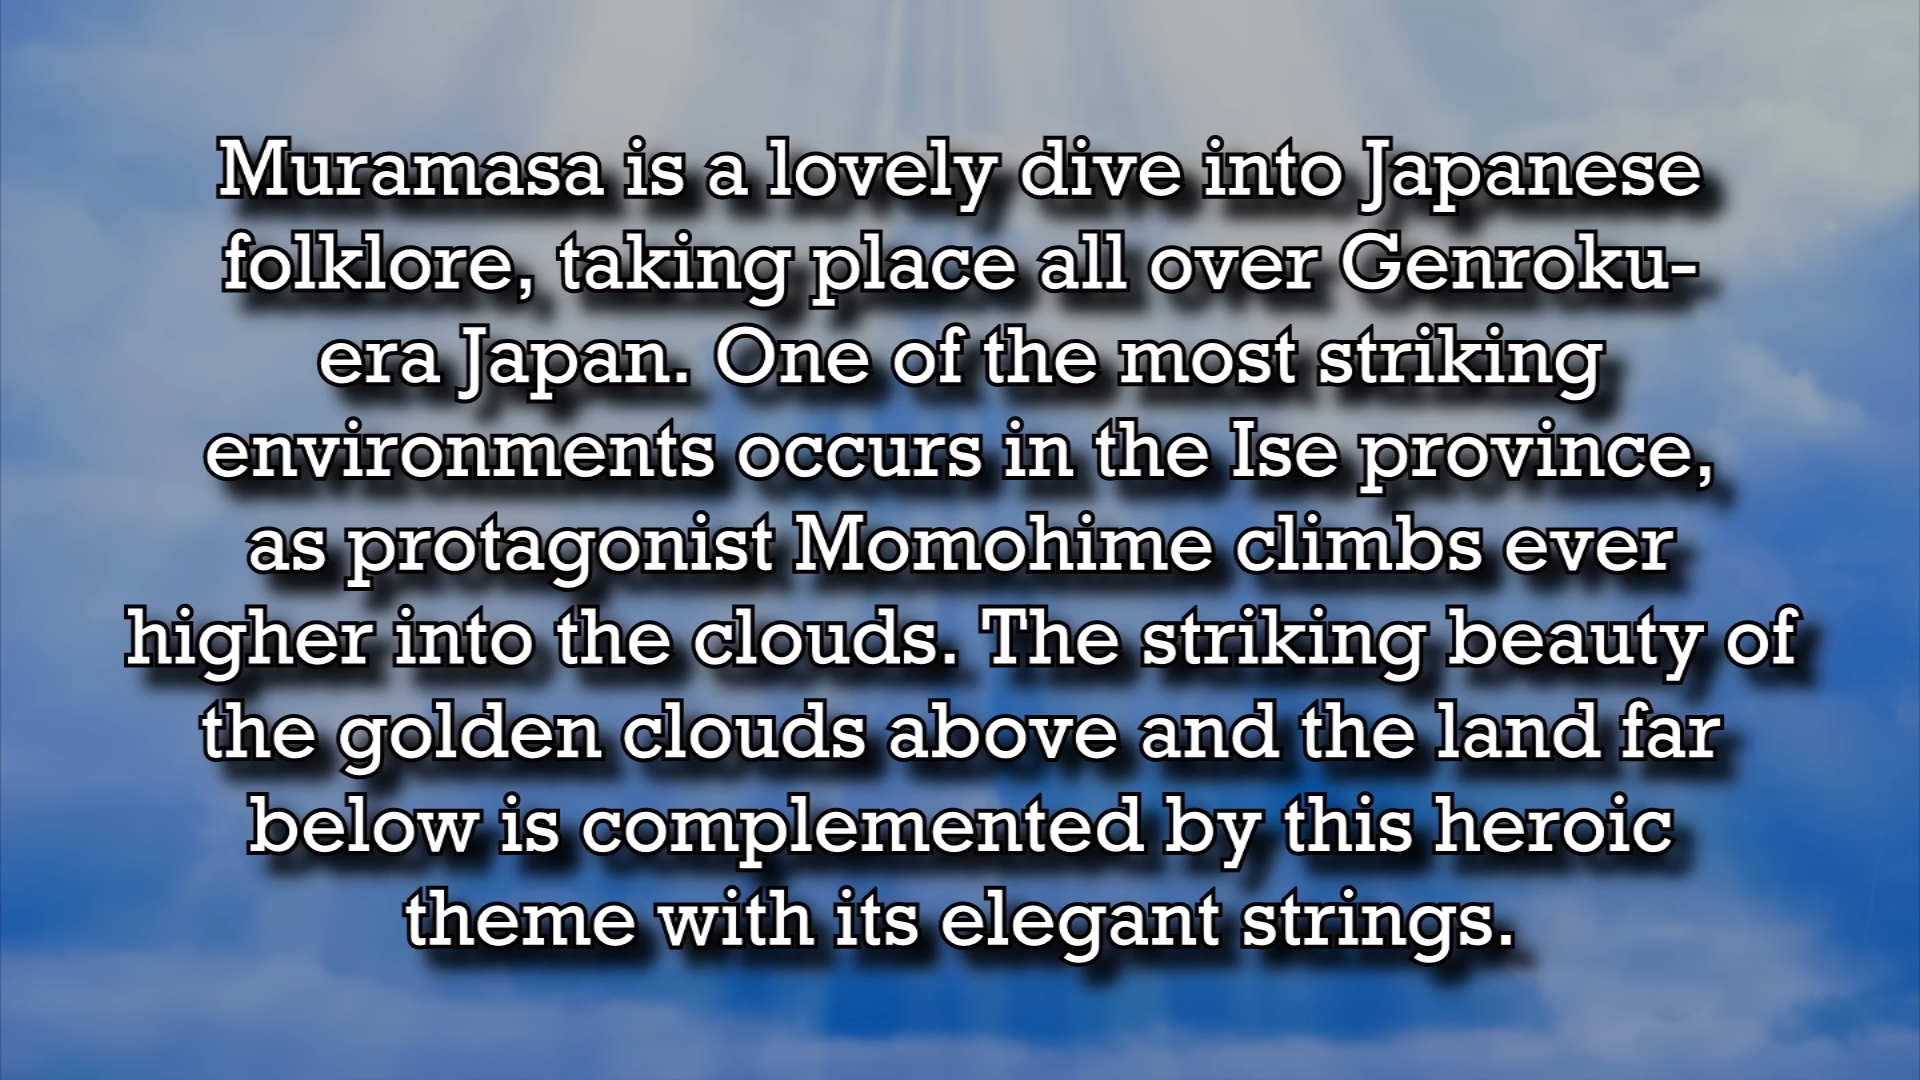 Muramasa is a lovely dive into Japanese
folklore, taking place all over Genroku-
era Japan. One of the most striking
environments occurs in the Ise province,
as protagonist Momohime climbs ever
higher into the clouds. The striking beauty of
the golden clouds above and the land far
below is complemented by this heroic
theme with its elegant strings.